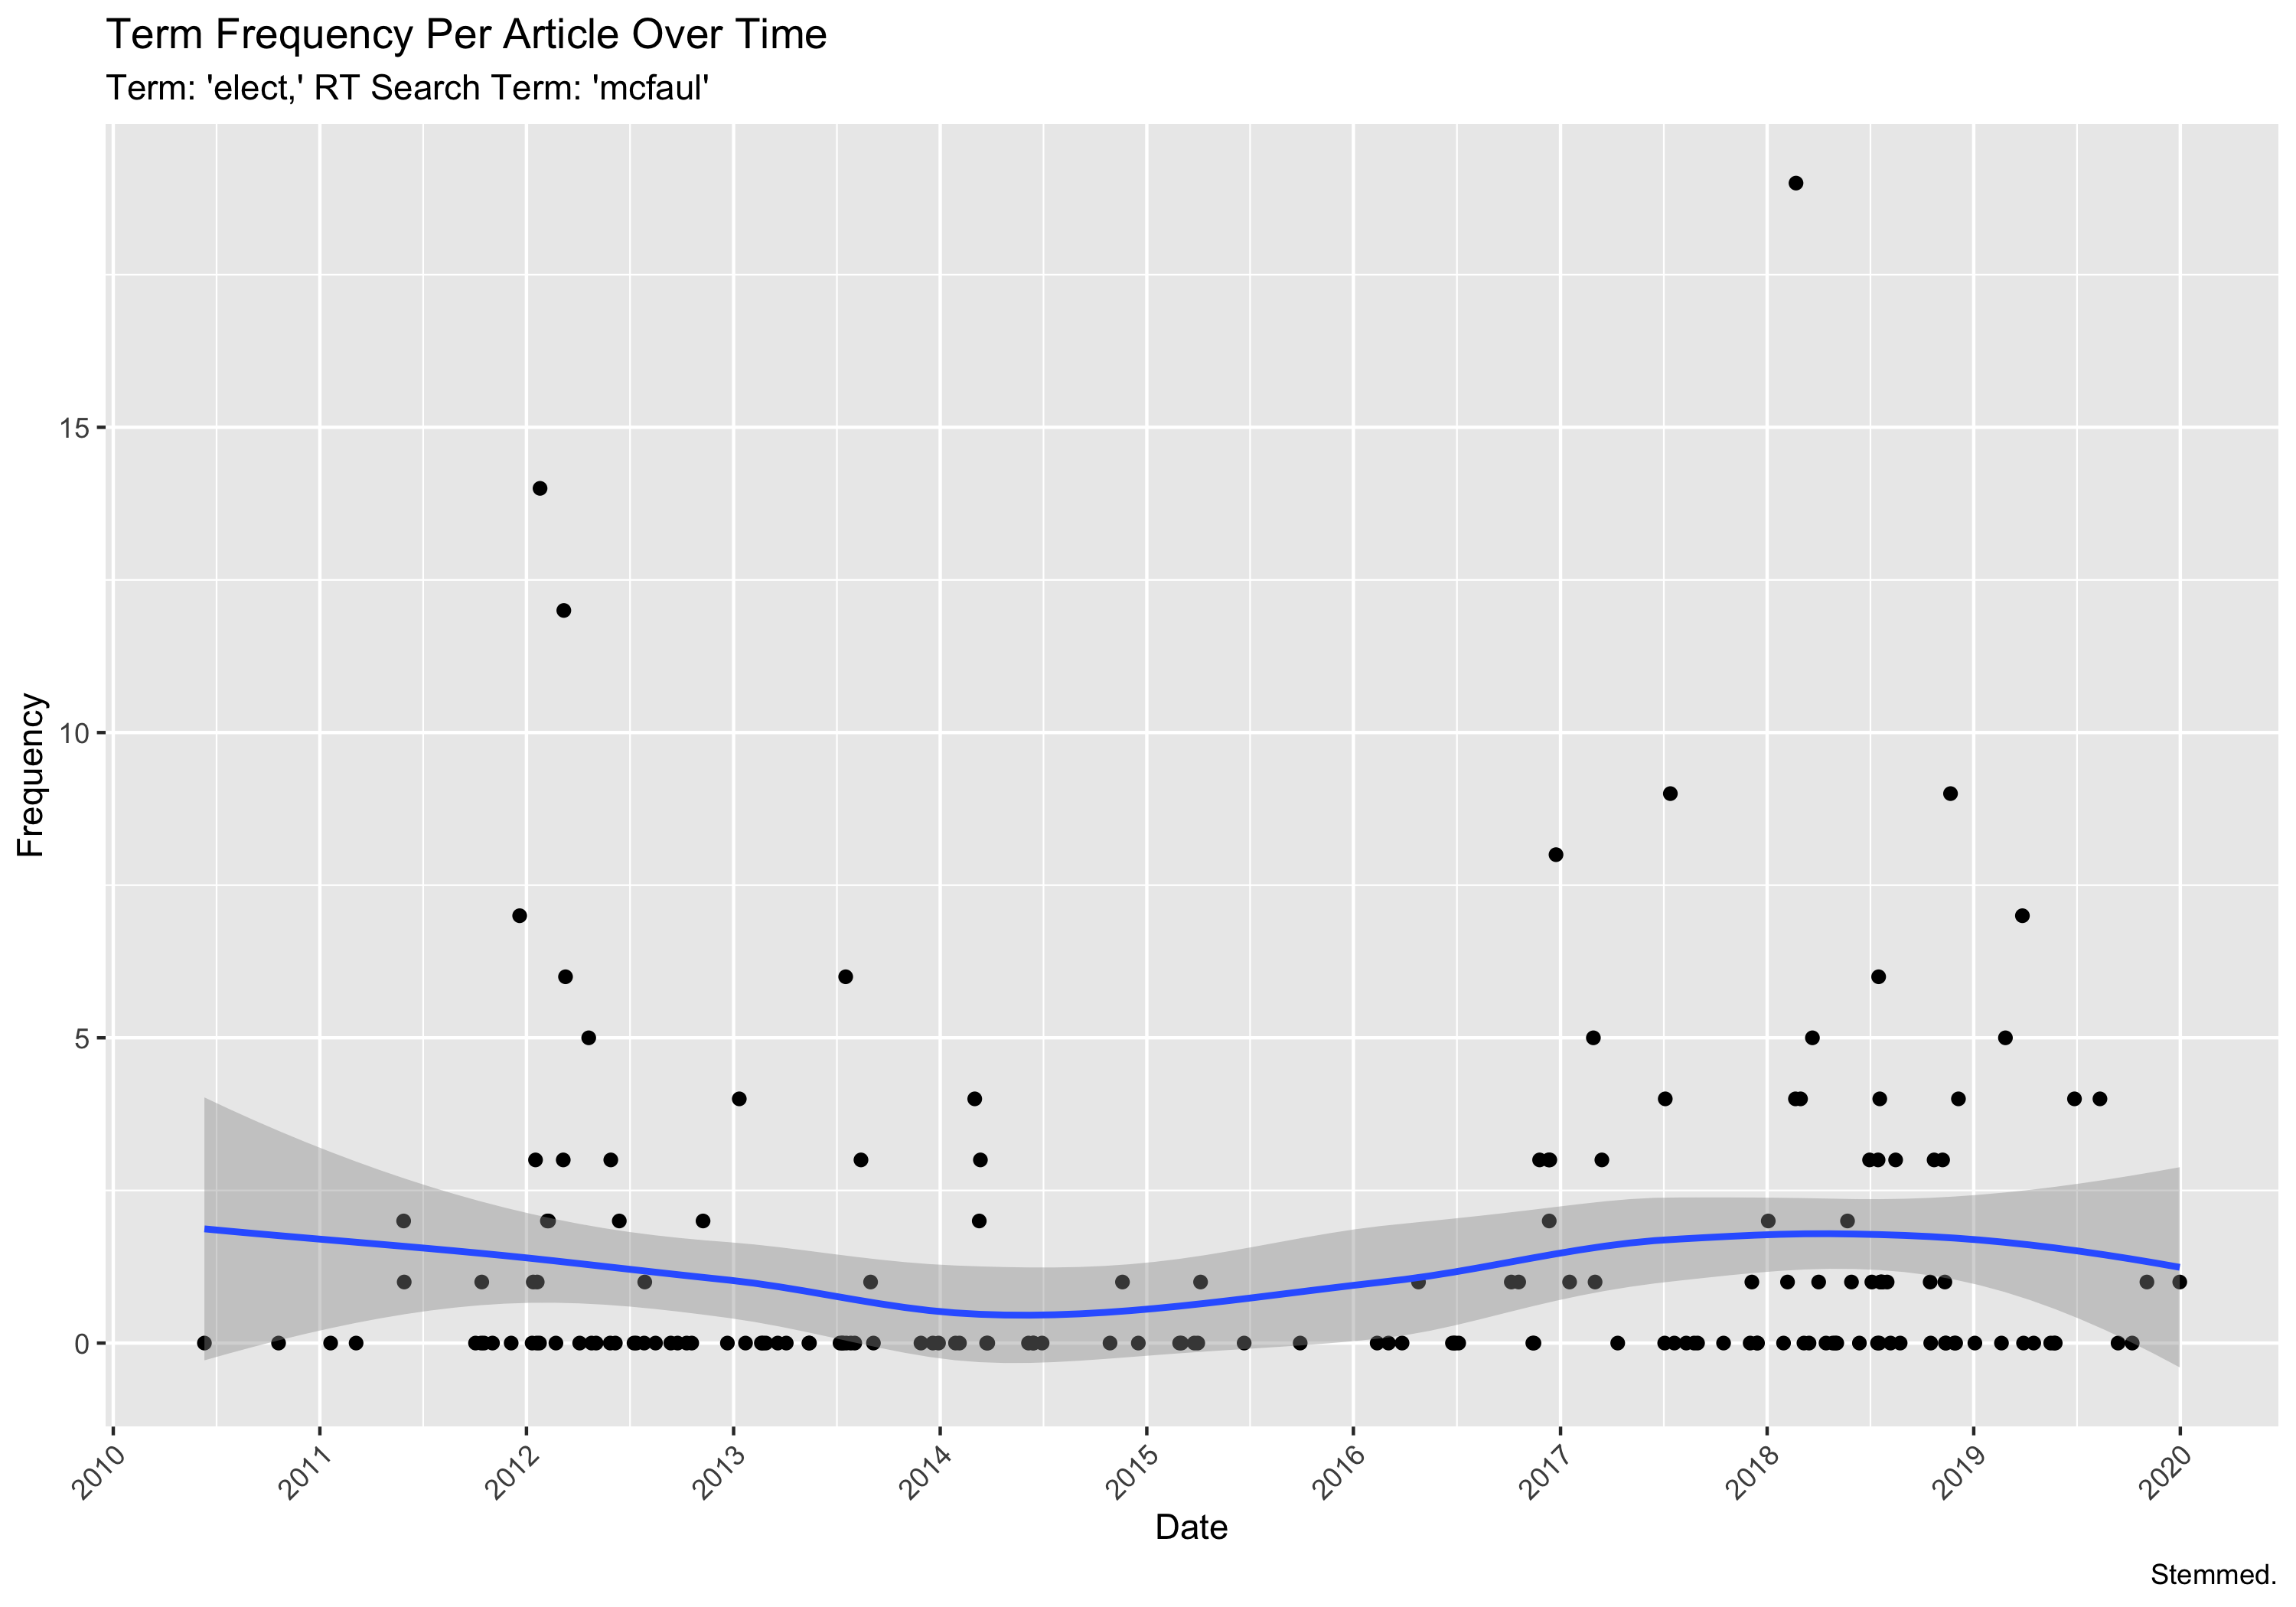 Term Frequency Per Article Over Time
Term: 'elect,' RT Search Term: 'mcfaul'
Frequency
15
10
5
0
2010 2011 2012 2013 2014 2015 2016 2017 2018 2019 2020
Date
Stemmed.